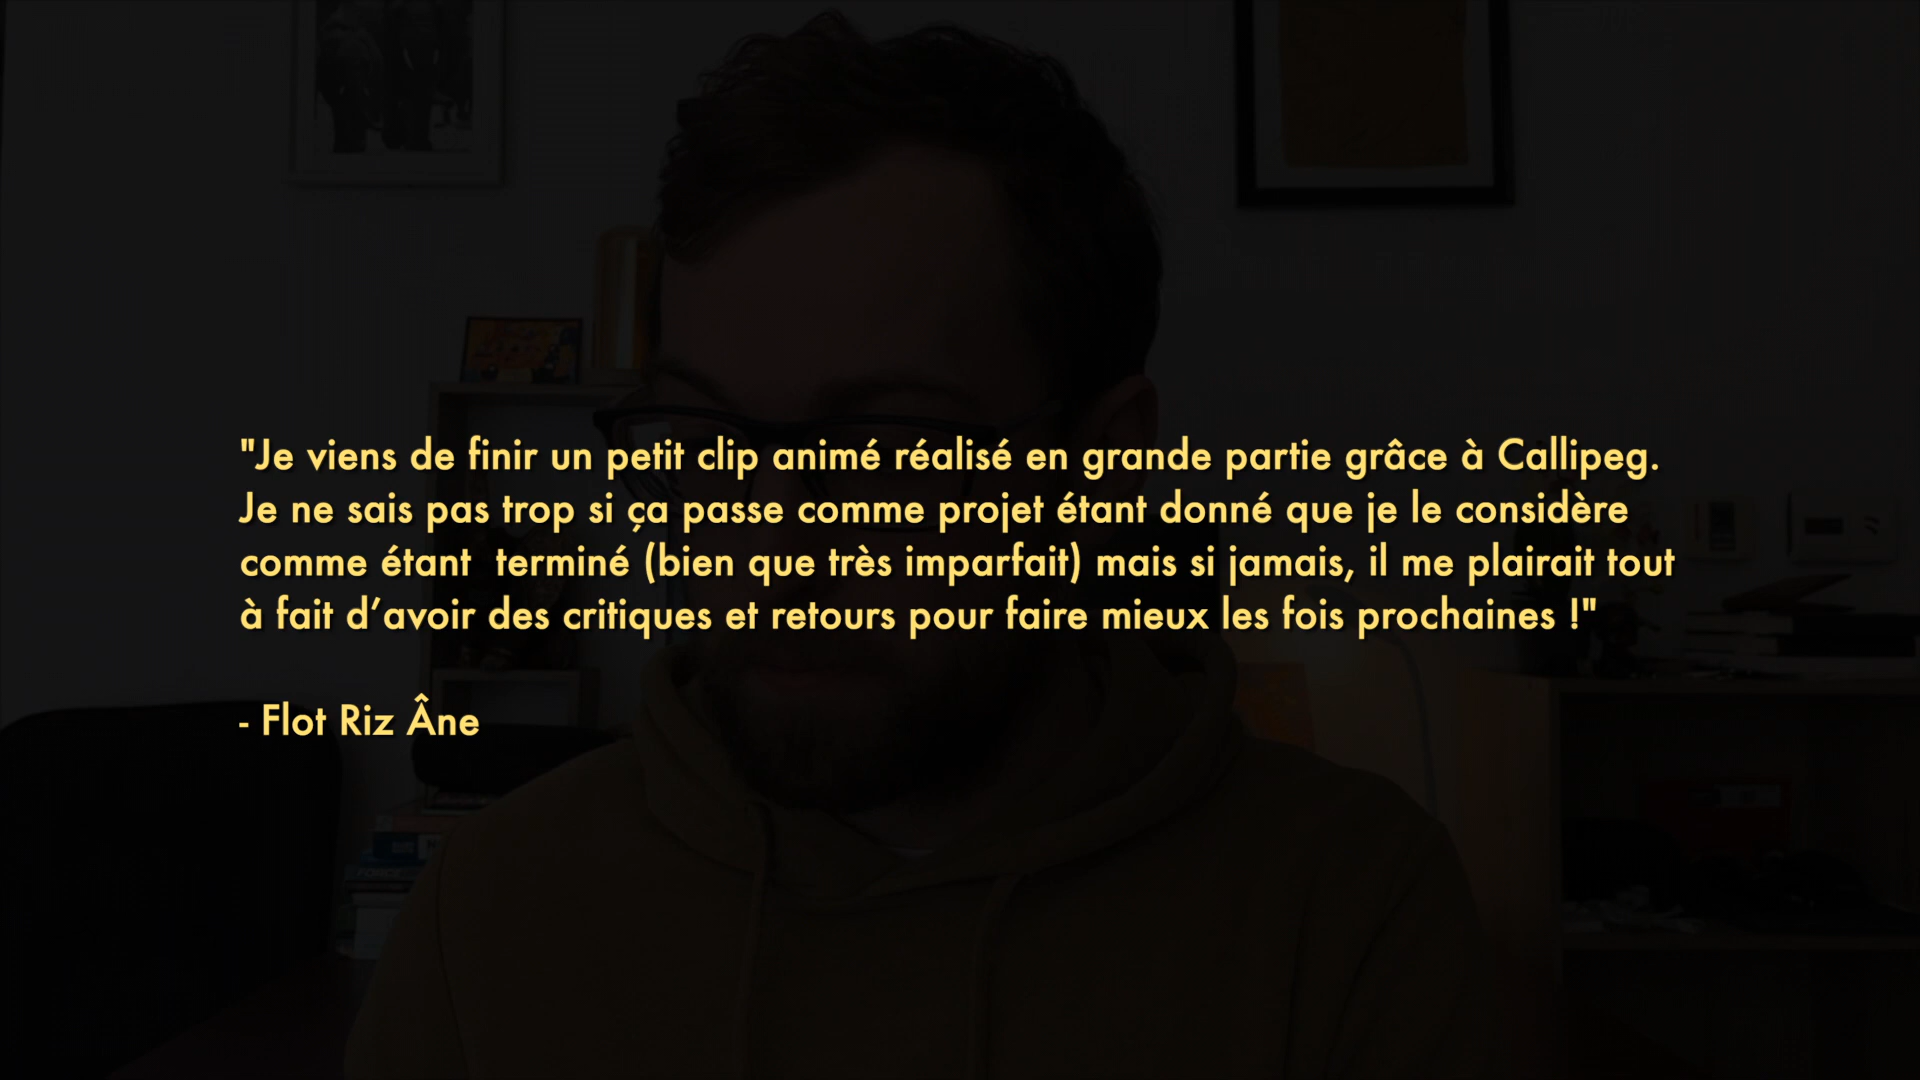 "Je viens de finir un petit clip animé réalisé en grande partie grâce à Callipeg.
Je ne sais pas trop si ça passe comme projet étant donné que je le considère
comme étant  terminé (bien que très imparfait) mais si jamais, il me plairait tout
à fait d’avoir des critiques et retours pour faire mieux les fois prochaines !"
- Flot Riz Âne